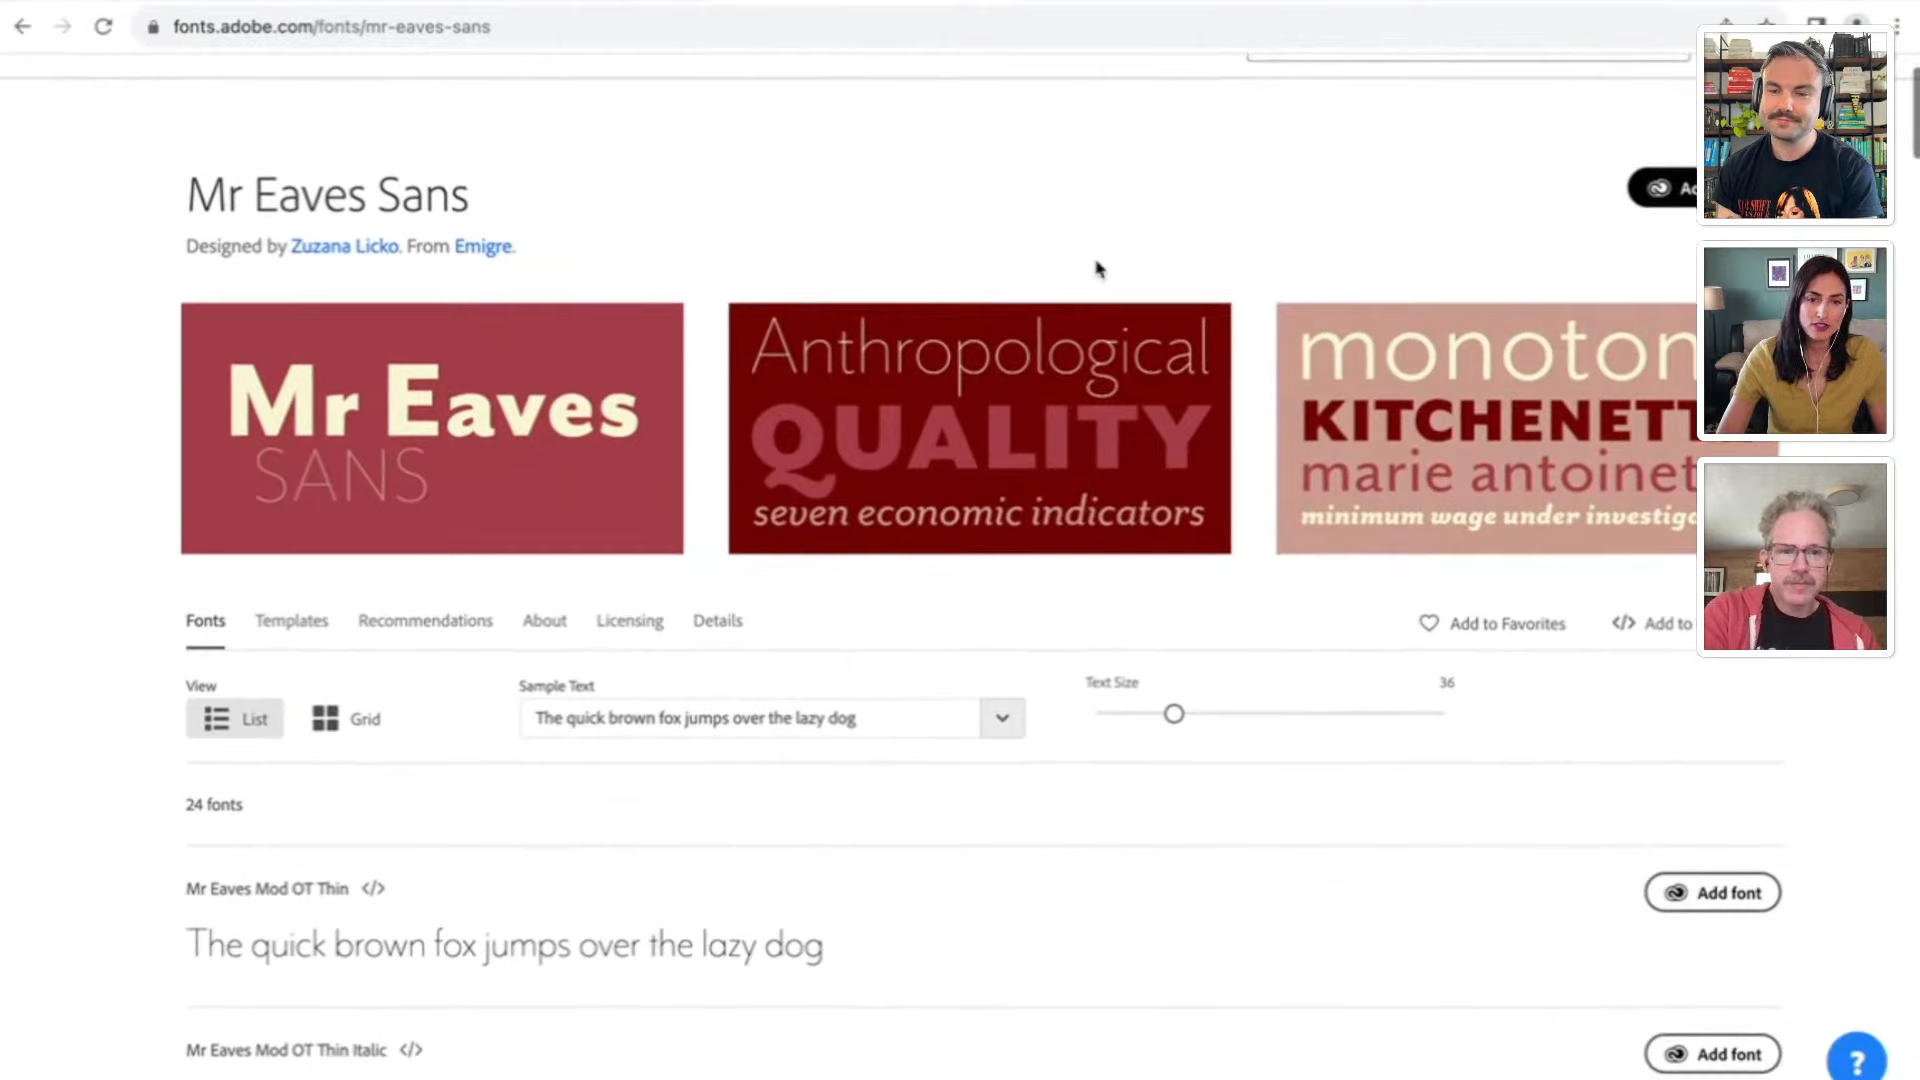 fonts.adobe.com/fonts/mr-eaves-sans
Mr Eaves Sans
Designed by Zuzana Licko. From Emigre.
Mr Eaves
SANS
Anthropological
QUALITY
seven economic indicators
monoton
KITCHENETT
marie antoinet
minimum wage under investiga
Fonts Templates Recommendations About Licensing Details
Add to Favorites </> Add to
View
List Grid
Sample Text
The quick brown fox jumps over the lazy dog
Text Size 36
24 fonts
Mr Eaves Mod OT Thin </>
Add font
The quick brown fox jumps over the lazy dog
Mr Eaves Mod OT Thin Italic </>
Add font
?